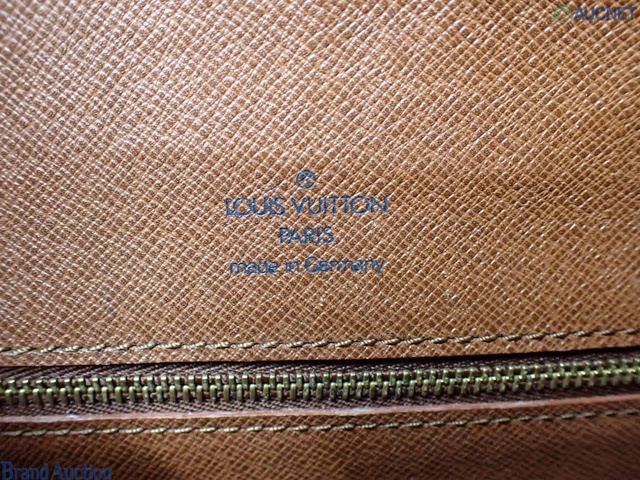 AUCNET
LOUIS VUITTON
PARIS
made in Germany
Brand Auction